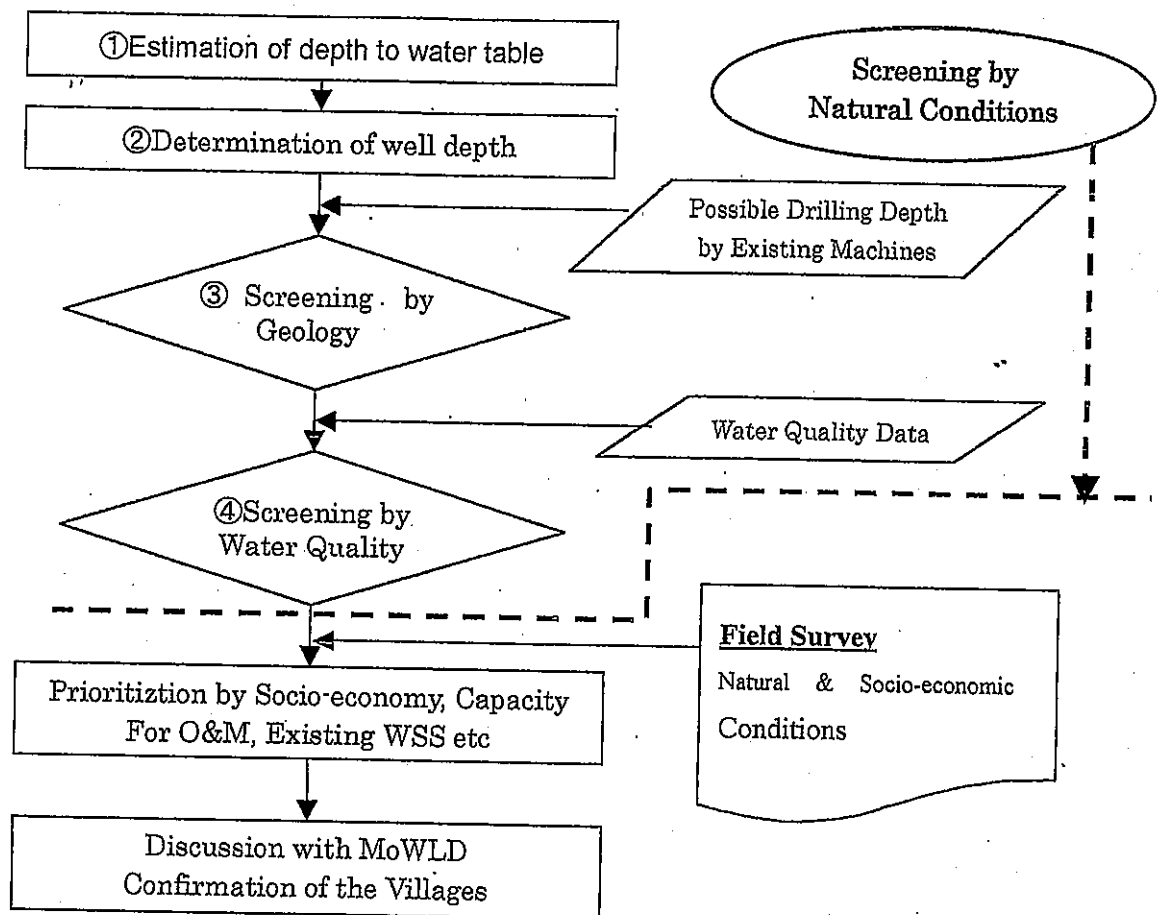 ①Estimation of depth to water table
Screening by
Natural Conditions
②Determination of well depth
Possible Drilling Depth
by Existing Machines
③ Screening by
Geology
Water Quality Data
④Screening by
Water Quality
Field Survey
Natural & Socio-economic
Conditions
Prioritiztion by Socio-economy, Capacity
For O&M, Existing WSS etc
Discussion with MoWLD
Confirmation of the Villages